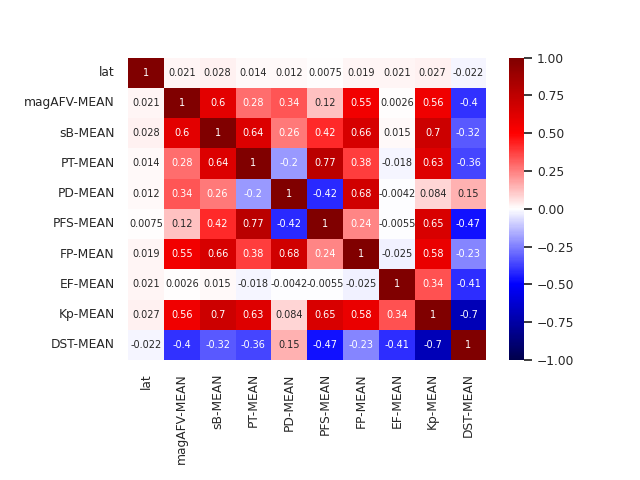 lat 1 0.021 0.028 0.014 0.012 0.0075 0.019 0.021 0.027 -0.022
magAFV-MEAN 0.021 1 0.6 0.28 0.34 0.12 0.55 0.0026 0.56 -0.4
sB-MEAN 0.028 0.6 1 0.64 0.26 0.42 0.66 0.015 0.7 -0.32
PT-MEAN 0.014 0.28 0.64 1 -0.2 0.77 0.38 -0.018 0.63 -0.36
PD-MEAN 0.012 0.34 0.26 -0.2 1 -0.42 0.68 -0.0042 0.084 0.15
PFS-MEAN 0.0075 0.12 0.42 0.77 -0.42 1 0.24 -0.0055 0.65 -0.47
FP-MEAN 0.019 0.55 0.66 0.38 0.68 0.24 1 -0.025 0.58 -0.23
EF-MEAN 0.021 0.0026 0.015 -0.018 -0.0042 -0.0055 -0.025 1 0.34 -0.41
Kp-MEAN 0.027 0.56 0.7 0.63 0.084 0.65 0.58 0.34 1 -0.7
DST-MEAN -0.022 -0.4 -0.32 -0.36 0.15 -0.47 -0.23 -0.41 -0.7 1
lat magAFV-MEAN sB-MEAN PT-MEAN PD-MEAN PFS-MEAN FP-MEAN EF-MEAN Kp-MEAN DST-MEAN
1.00
0.75
0.50
0.25
0.00
−0.25
−0.50
−0.75
−1.00